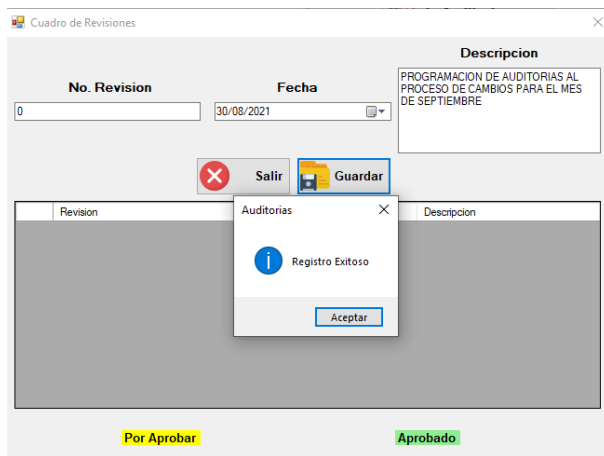 Cuadro de Revisiones
Descripcion
No. Revision
Fecha
0
30/08/2021
PROGRAMACION DE AUDITORIAS AL
PROCESO DE CAMBIOS PARA EL MES
DE SEPTIEMBRE
Salir
Guardar
Revision
Descripcion
Auditorias
Registro Exitoso
Aceptar
Por Aprobar
Aprobado